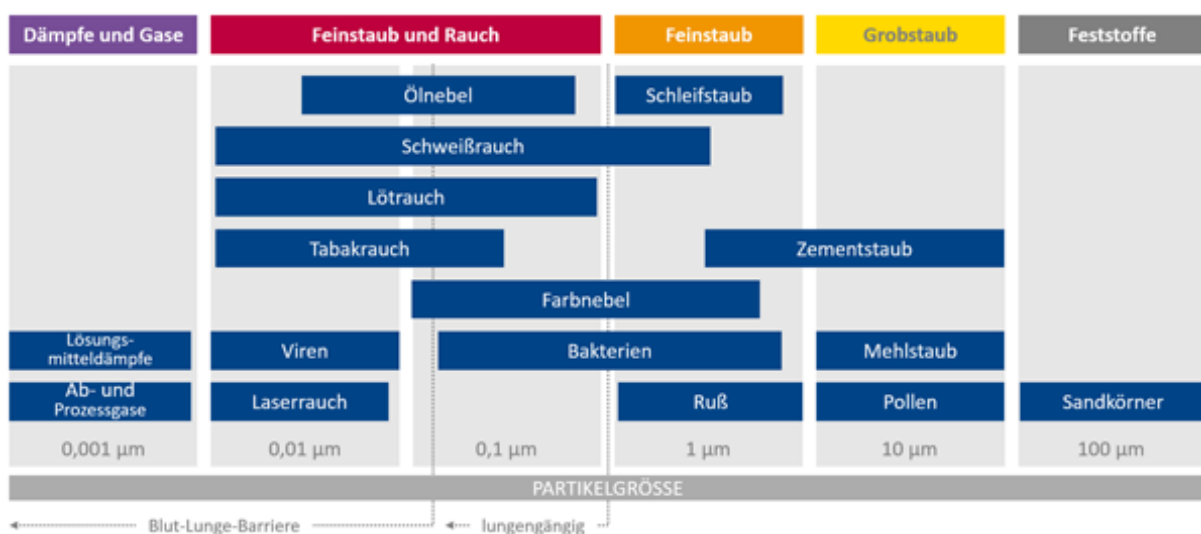 Dämpfe und Gase
Feinstaub und Rauch
Feinstaub
Grobstaub
Feststoffe
Ölnebel
Schleifstaub
Schweißrauch
Lötrauch
Tabakrauch
Zementstaub
Farbnebel
Lösungs-
mitteldämpfe
Viren
Bakterien
Mehlstaub
Ab- und
Prozessgase
Laserrauch
Ruß
Pollen
Sandkörner
0,001 µm
0,01 µm
0,1 µm
1 µm
10 µm
100 µm
PARTIKELGRÖSSE
Blut-Lunge-Barriere
lungengängig